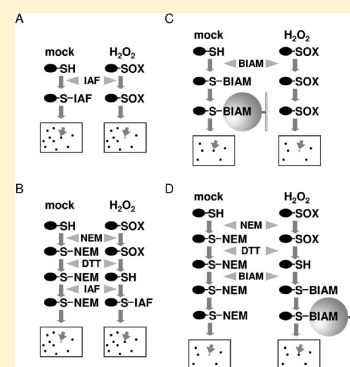 A
mock H₂O₂
SH SOX
IAF
S-IAF SOX
B
mock H₂O₂
SH SOX
NEM
S-NEM SOX
DTT
S-NEM SH
IAF
S-NEM S-IAF
C
mock H₂O₂
SH SOX
BIAM
S-BIAM SOX
S-BIAM SOX
D
mock H₂O₂
SH SOX
NEM
S-NEM SOX
DTT
S-NEM SH
BIAM
S-NEM S-BIAM
S-NEM S-BIAM